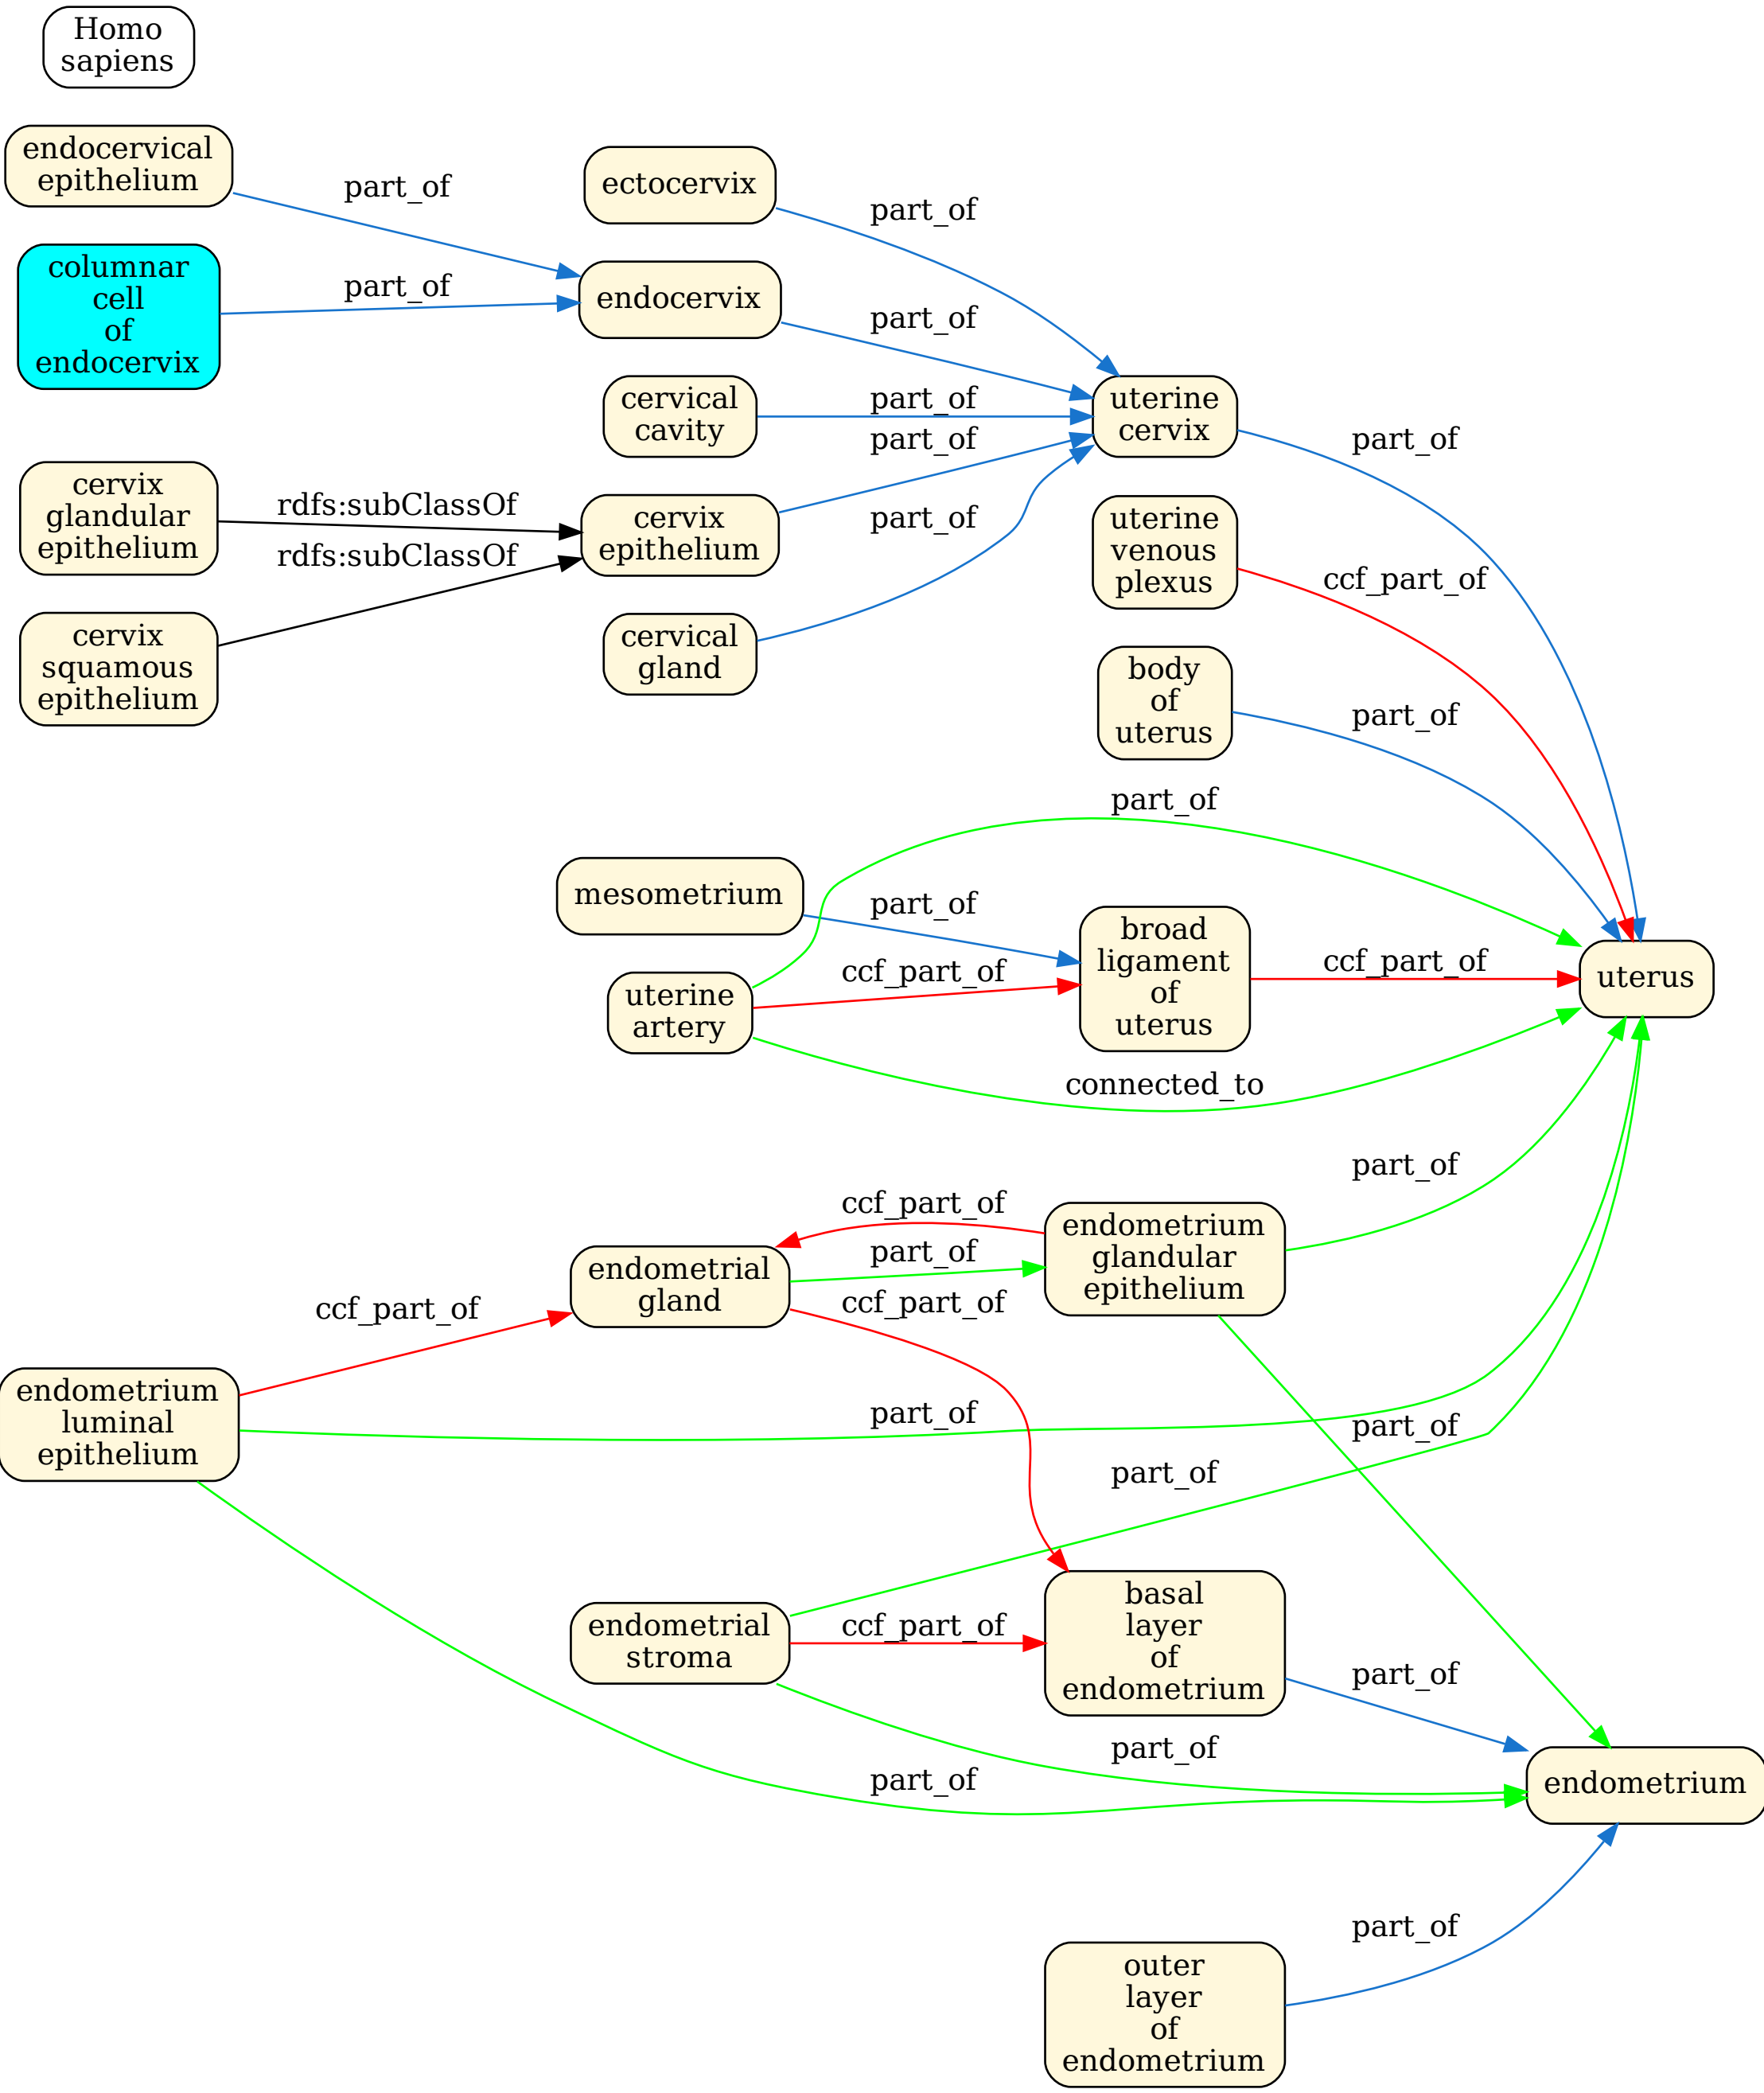 Homo
sapiens
endocervical
epithelium
part_of
columnar
cell
of
endocervix
part_of
ectocervix
part_of
endocervix
part_of
cervical
cavity
part_of
cervix
glandular
epithelium
rdfs:subClassOf
cervix
squamous
epithelium
rdfs:subClassOf
cervix
epithelium
part_of
cervical
gland
part_of
uterine
cervix
part_of
uterine
venous
plexus
ccf_part_of
body
of
uterus
part_of
part_of
mesometrium
part_of
uterine
artery
ccf_part_of
broad
ligament
of
uterus
ccf_part_of
uterus
connected_to
ccf_part_of
endometrial
gland
part_of
ccf_part_of
endometrium
glandular
epithelium
part_of
part_of
endometrium
luminal
epithelium
ccf_part_of
part_of
part_of
endometrial
stroma
part_of
ccf_part_of
part_of
basal
layer
of
endometrium
part_of
endometrium
outer
layer
of
endometrium
part_of